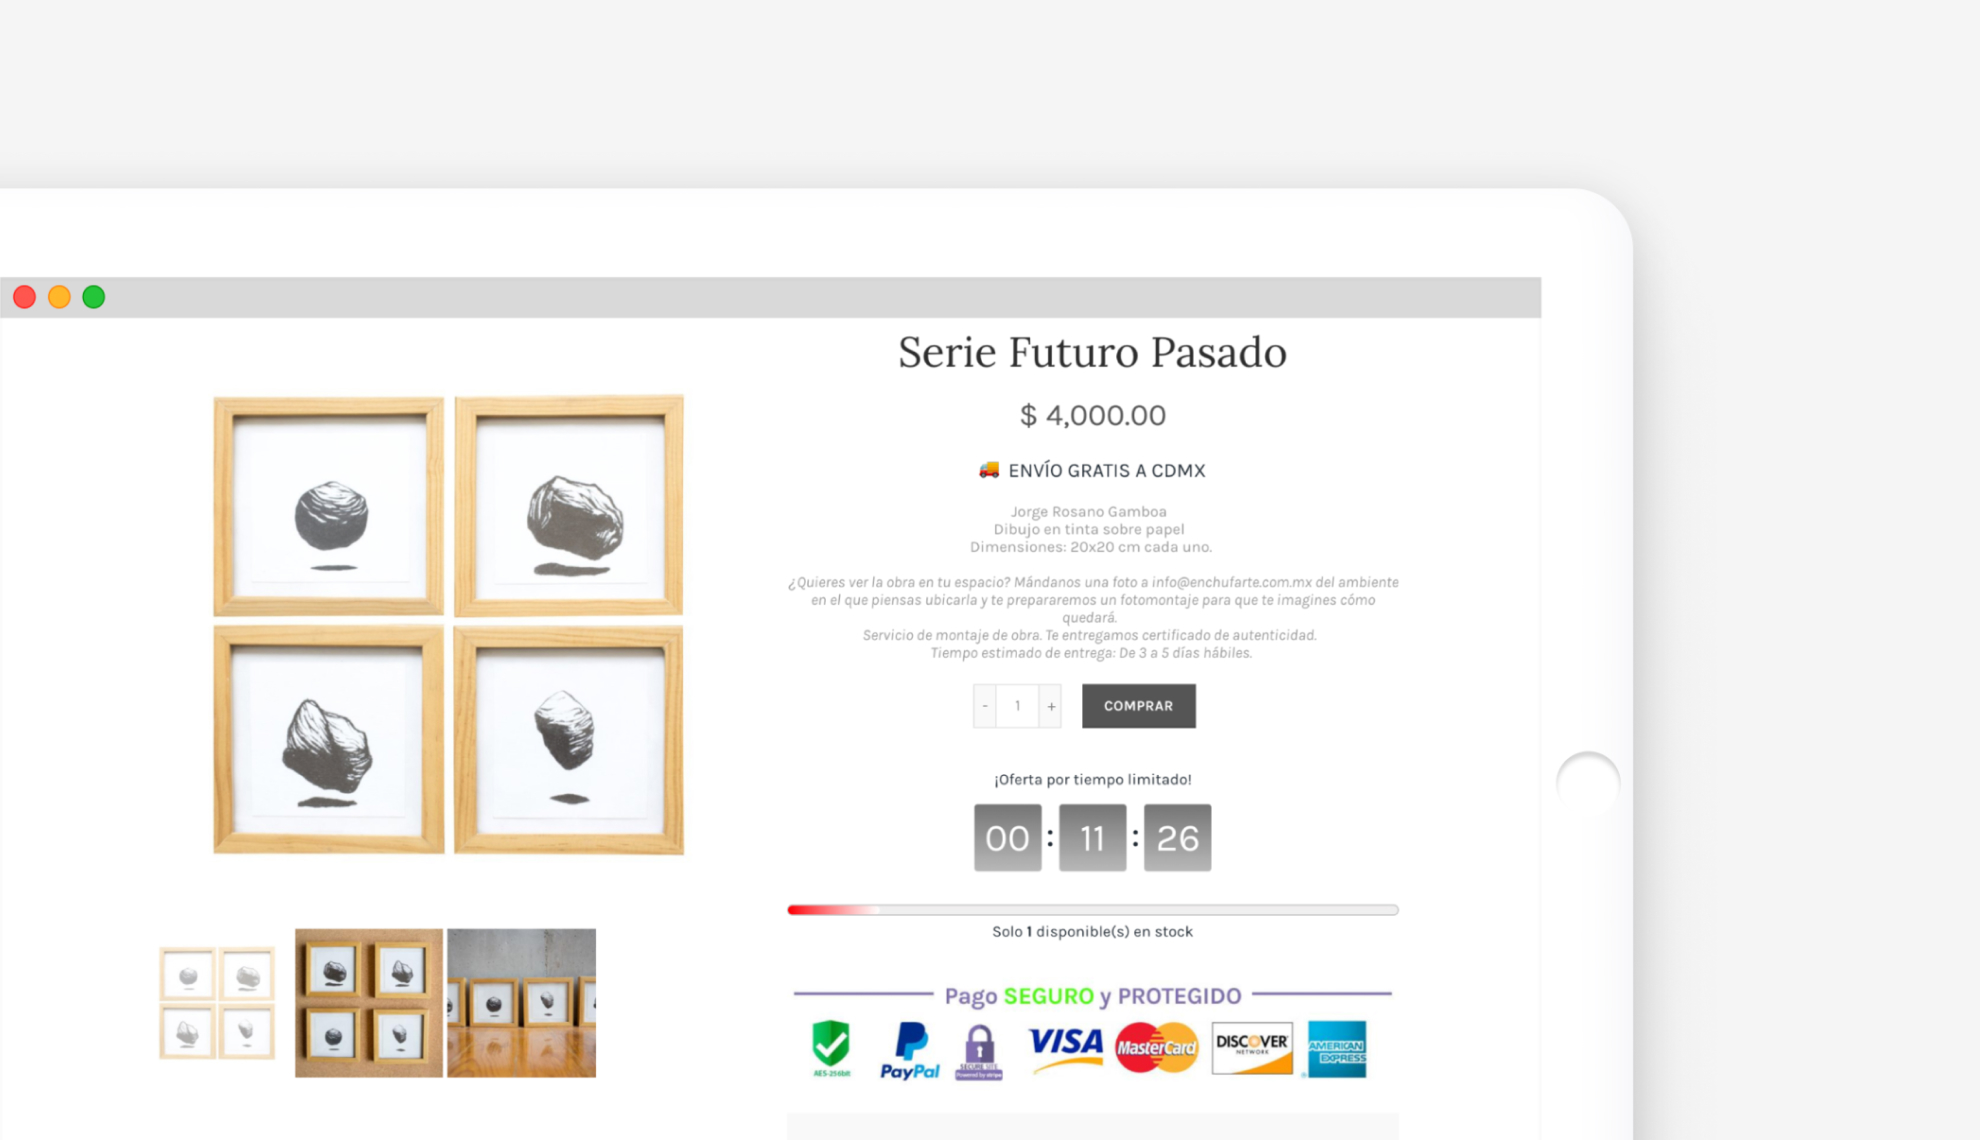 Serie Futuro Pasado
$ 4,000.00
🚚 ENVÍO GRATIS A CDMX
Jorge Rosano Gamboa
Dibujo en tinta sobre papel
Dimensiones: 20x20 cm cada uno.
¿Quieres ver la obra en tu espacio? Mándanos una foto a info@enchufarte.com.mx del ambiente
en el que piensas ubicarla y te prepararemos un fotomontaje para que te imagines cómo
quedará.
Servicio de montaje de obra. Te entregamos certificado de autenticidad.
Tiempo estimado de entrega: De 3 a 5 días hábiles.
- 1 + COMPRAR
¡Oferta por tiempo limitado!
00 : 11 : 26
Solo 1 disponible(s) en stock
Pago SEGURO y PROTEGIDO
AES-256bit
PayPal
SECURE SITE
Powered by stripe
VISA
MasterCard
DISCOVER
NETWORK
AMERICAN
EXPRESS